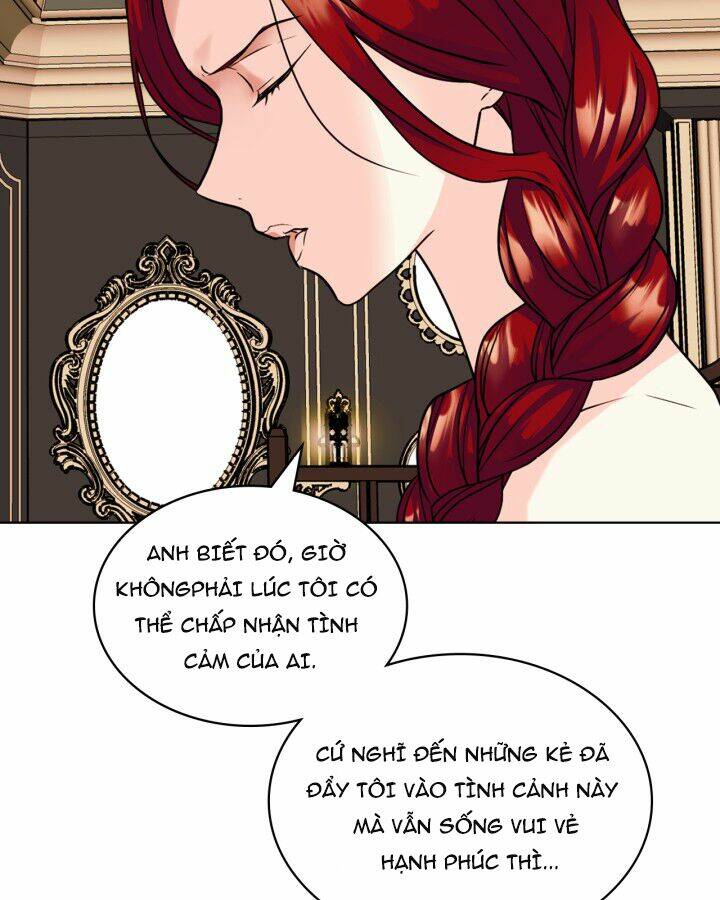 ANH BIẾT ĐÓ, GIỜ
KHÔNGPHẢI LÚC TÔI CÓ
THỂ CHẤP NHẬN TÌNH
CẢM CỦA AI.
CỨ NGHĨ ĐẾN NHỮNG KẺ ĐÃ
ĐẨY TÔI VÀO TÌNH CẢNH NÀY
MÀ VẪN SỐNG VUI VẺ
HẠNH PHÚC THÌ...